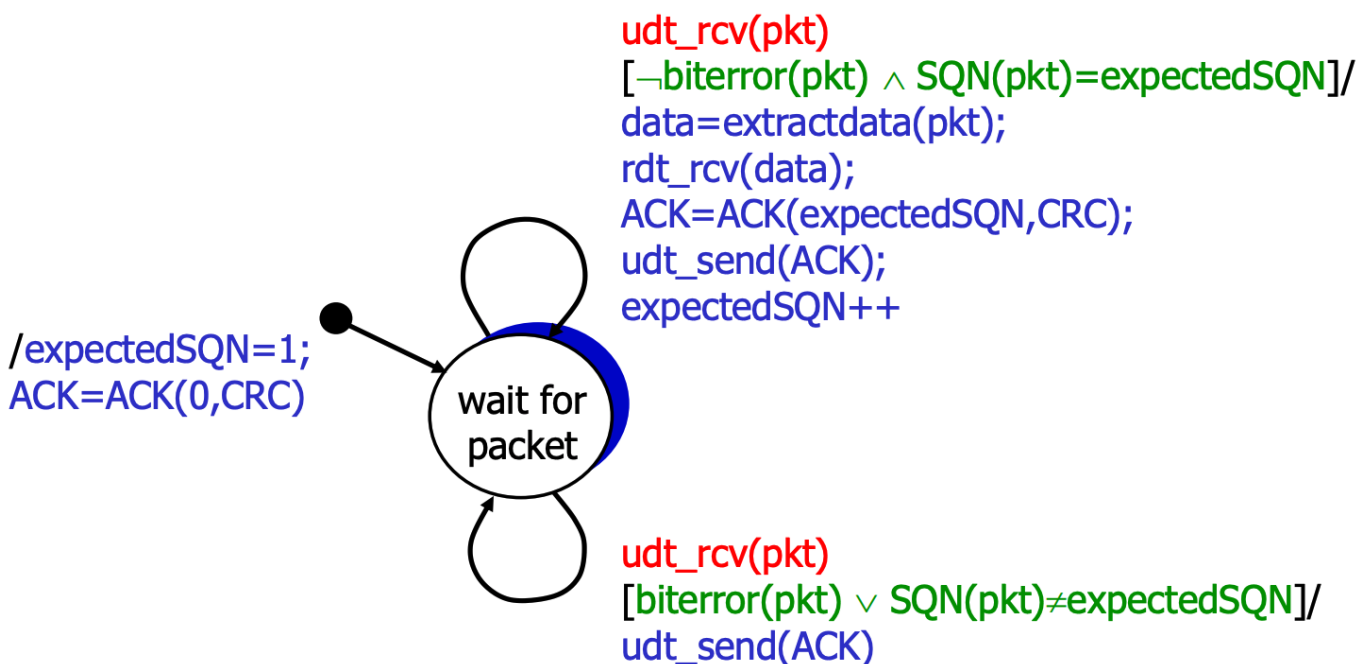 udt_rcv(pkt)
[¬biterror(pkt) ∧ SQN(pkt)=expectedSQN]/
data=extractdata(pkt);
rdt_rcv(data);
ACK=ACK(expectedSQN,CRC);
udt_send(ACK);
expectedSQN++
/expectedSQN=1;
ACK=ACK(0,CRC)
wait for
packet
udt_rcv(pkt)
[biterror(pkt) ∨ SQN(pkt)≠expectedSQN]/
udt_send(ACK)